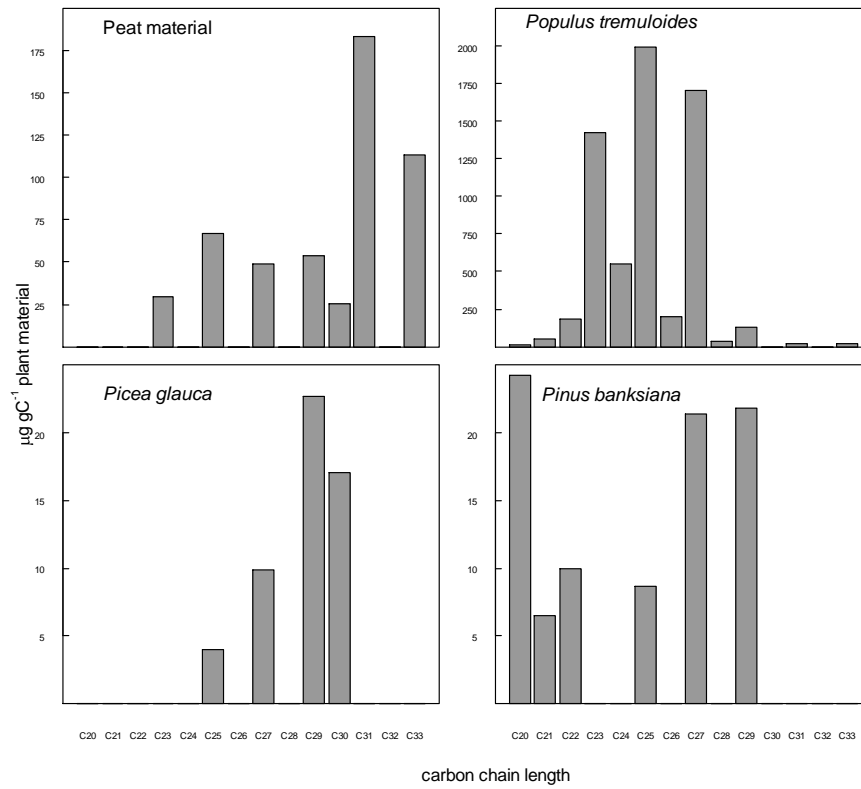 Peat material
175
150
125
100
75
50
25
Populus tremuloides
2000
1750
1500
1250
1000
750
500
250
µg gC-1 plant material
Picea glauca
20
15
10
5
Pinus banksiana
20
15
10
5
C20 C21 C22 C23 C24 C25 C26 C27 C28 C29 C30 C31 C32 C33
C20 C21 C22 C23 C24 C25 C26 C27 C28 C29 C30 C31 C32 C33
carbon chain length